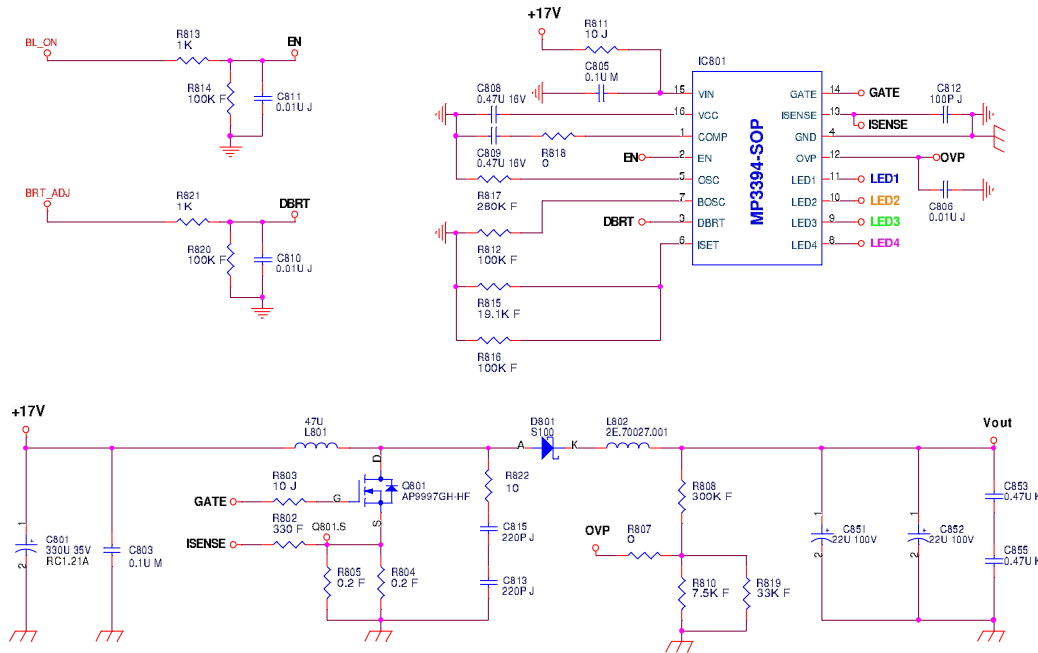 +17V
R811
10 J
C805
0.1U M
IC801
BL_ON
R813
1K
EN
R814
100K F
C811
0.01U J
C808
0.47U 16V
C809
0.47U 16V
R818
0
EN
R817
280K F
DBRT
R812
100K F
R815
19.1K F
R816
100K F
15 VIN
16 VCC
1 COMP
2 EN
5 OSC
7 BOSC
3 DBRT
6 ISET
MP3394-SOP
GATE 14 GATE
ISENSE 13
ISENSE
GND 4
OVP 12 OVP
LED1 11 LED1
LED2 10 LED2
LED3 9 LED3
LED4 8 LED4
C812
100P J
C806
0.01U J
BRT_ADJ
R821
1K
DBRT
R820
100K F
C810
0.01U J
+17V
47U
L801
D801
S100
A K
L802
2E.70027.001
Vout
R803
10 J
GATE
D
G
S
Q801
AP9997GH-HF
R822
10
R802
330 F
ISENSE
Q801.S
C815
220P J
C813
220P J
R805
0.2 F
R804
0.2 F
1
2
C801
330U 35V
RC1.21A
C803
0.1U M
R808
300K F
OVP
R807
0
R810
7.5K F
R819
33K F
1
2
C851
22U 100V
1
2
C852
22U 100V
C853
0.47U
C855
0.47U